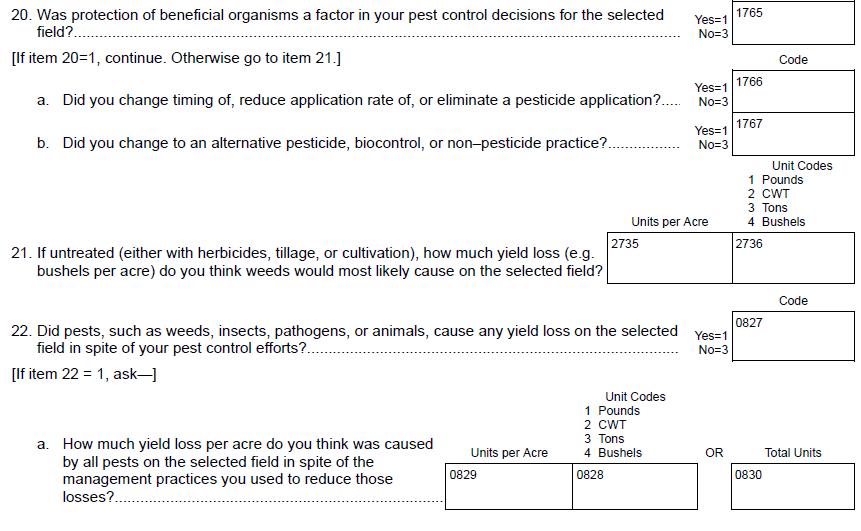 20. Was protection of beneficial organisms a factor in your pest control decisions for the selected
field?.......... Yes=1 1765
No=3
[If item 20=1, continue. Otherwise go to item 21.] Code
a. Did you change timing of, reduce application rate of, or eliminate a pesticide application?..... Yes=1 1766
No=3
b. Did you change to an alternative pesticide, biocontrol, or non–pesticide practice?................. Yes=1 1767
No=3
Unit Codes
1 Pounds
2 CWT
3 Tons
Units per Acre 4 Bushels
21. If untreated (either with herbicides, tillage, or cultivation), how much yield loss (e.g. 2735 2736
bushels per acre) do you think weeds would most likely cause on the selected field?
Code
22. Did pests, such as weeds, insects, pathogens, or animals, cause any yield loss on the selected Yes=1 0827
field in spite of your pest control efforts?.......... No=3
[If item 22 = 1, ask—]
Unit Codes
1 Pounds
2 CWT
3 Tons
a. How much yield loss per acre do you think was caused Units per Acre 4 Bushels OR Total Units
by all pests on the selected field in spite of the 0829 0828 0830
management practices you used to reduce those
losses?..........